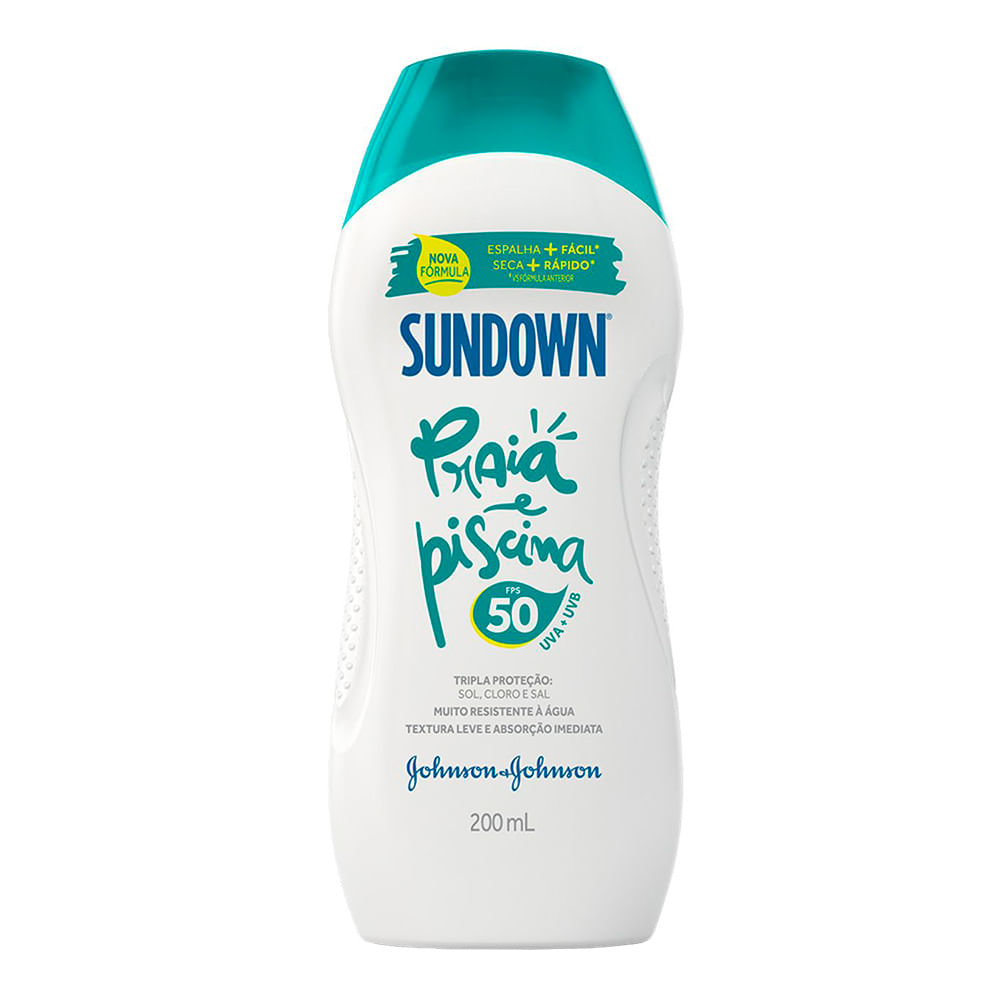 NOVA
FÓRMULA
ESPALHA + FÁCIL*
SECA + RÁPIDO*
*VS FÓRMULA ANTERIOR
SUNDOWN®
Praia
e
piscina
FPS
50
UVA + UVB
TRIPLA PROTEÇÃO:
SOL, CLORO E SAL
MUITO RESISTENTE À ÁGUA
TEXTURA LEVE E ABSORÇÃO IMEDIATA
Johnson+Johnson
200 mL